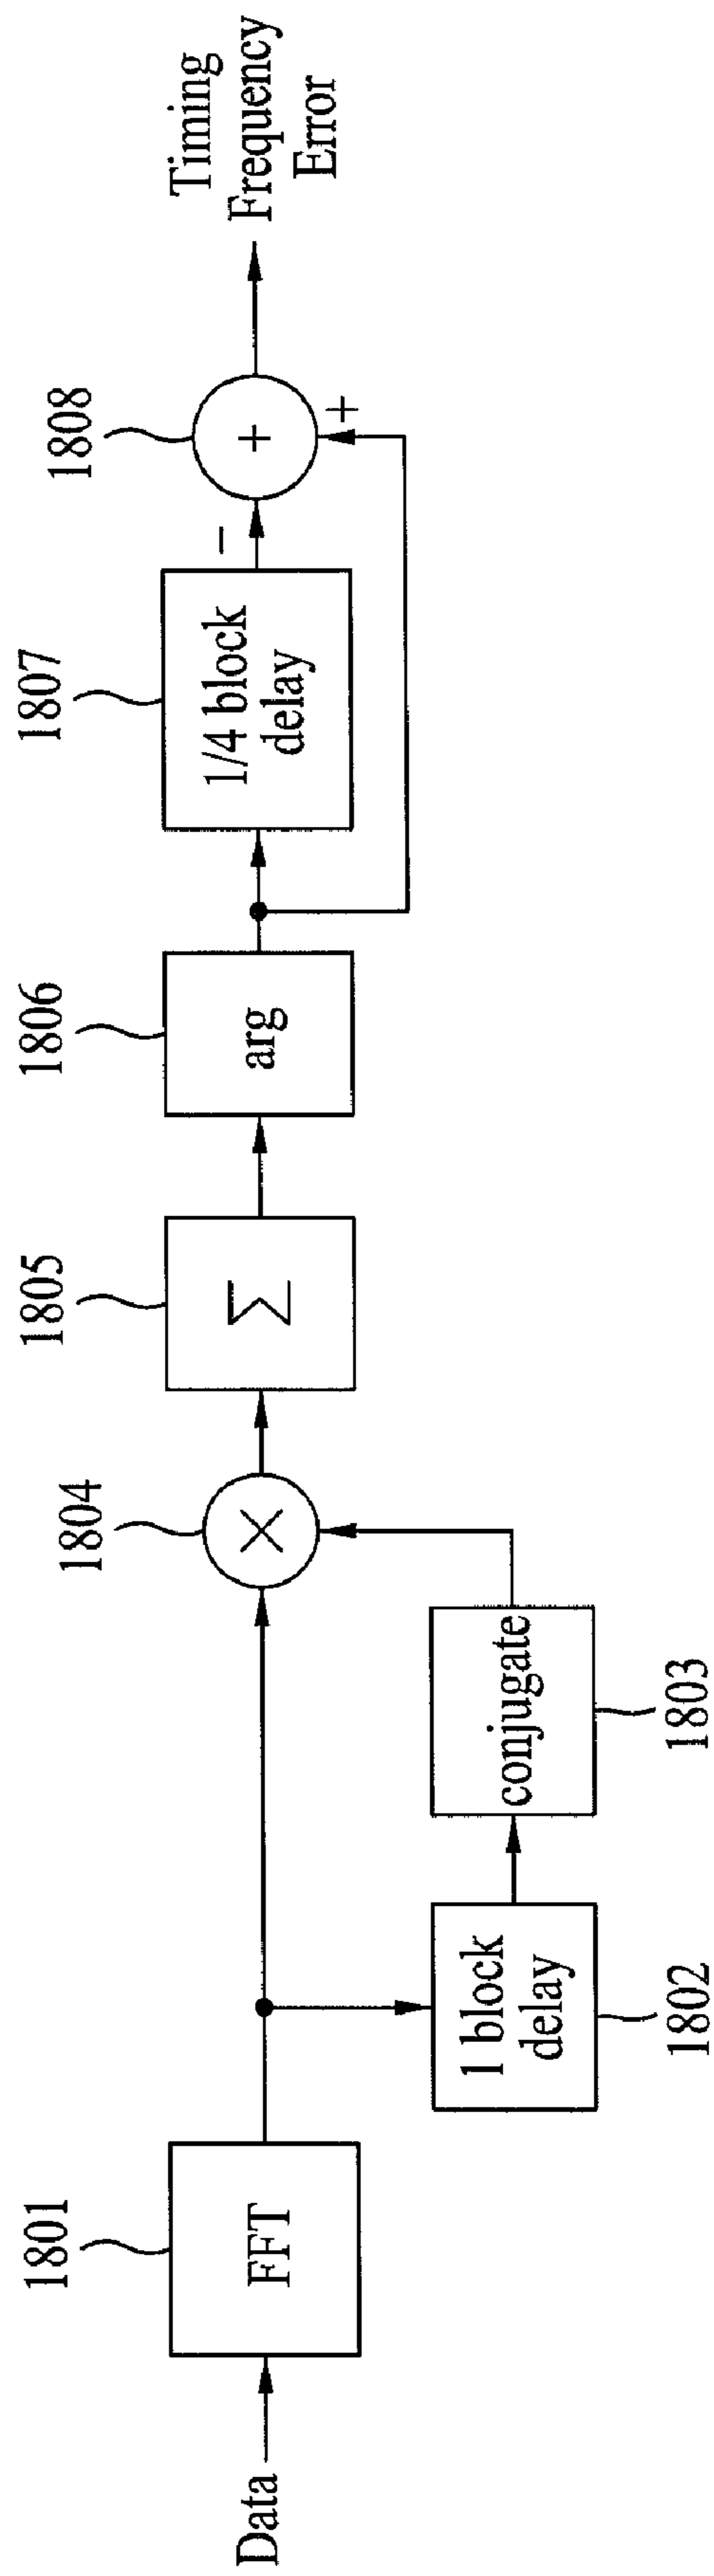 Data
1801
FFT
1 block
delay
1802
conjugate
1803
1804
×
1805
Σ
1806
arg
1807
1/4 block
delay
−
1808
+
+
Timing
Frequency
Error